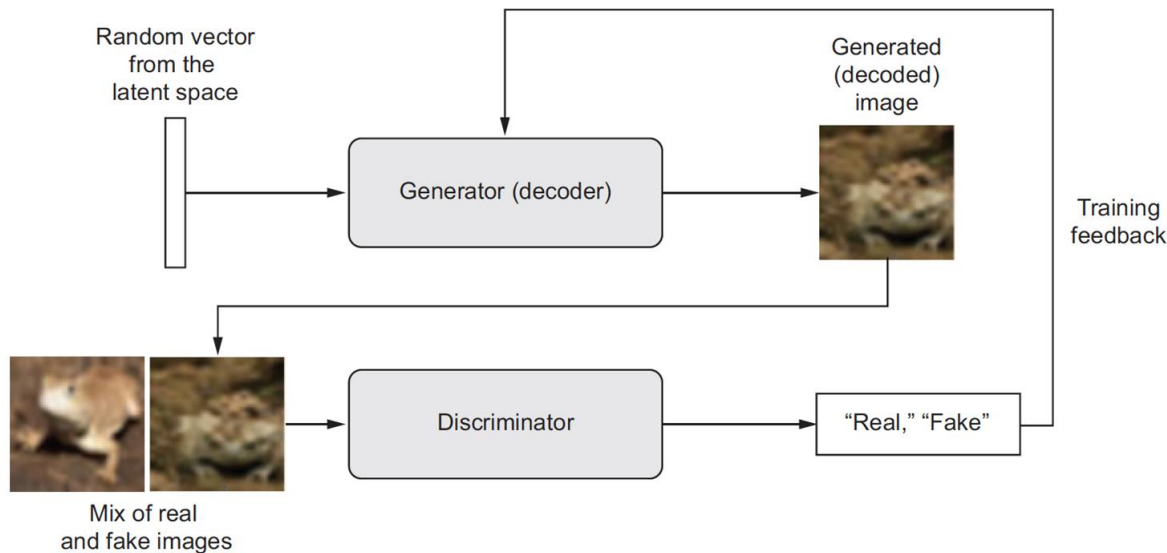 Random vector
from the
latent space
Generator (decoder)
Generated
(decoded)
image
Training
feedback
Mix of real
and fake images
Discriminator
“Real,” “Fake”